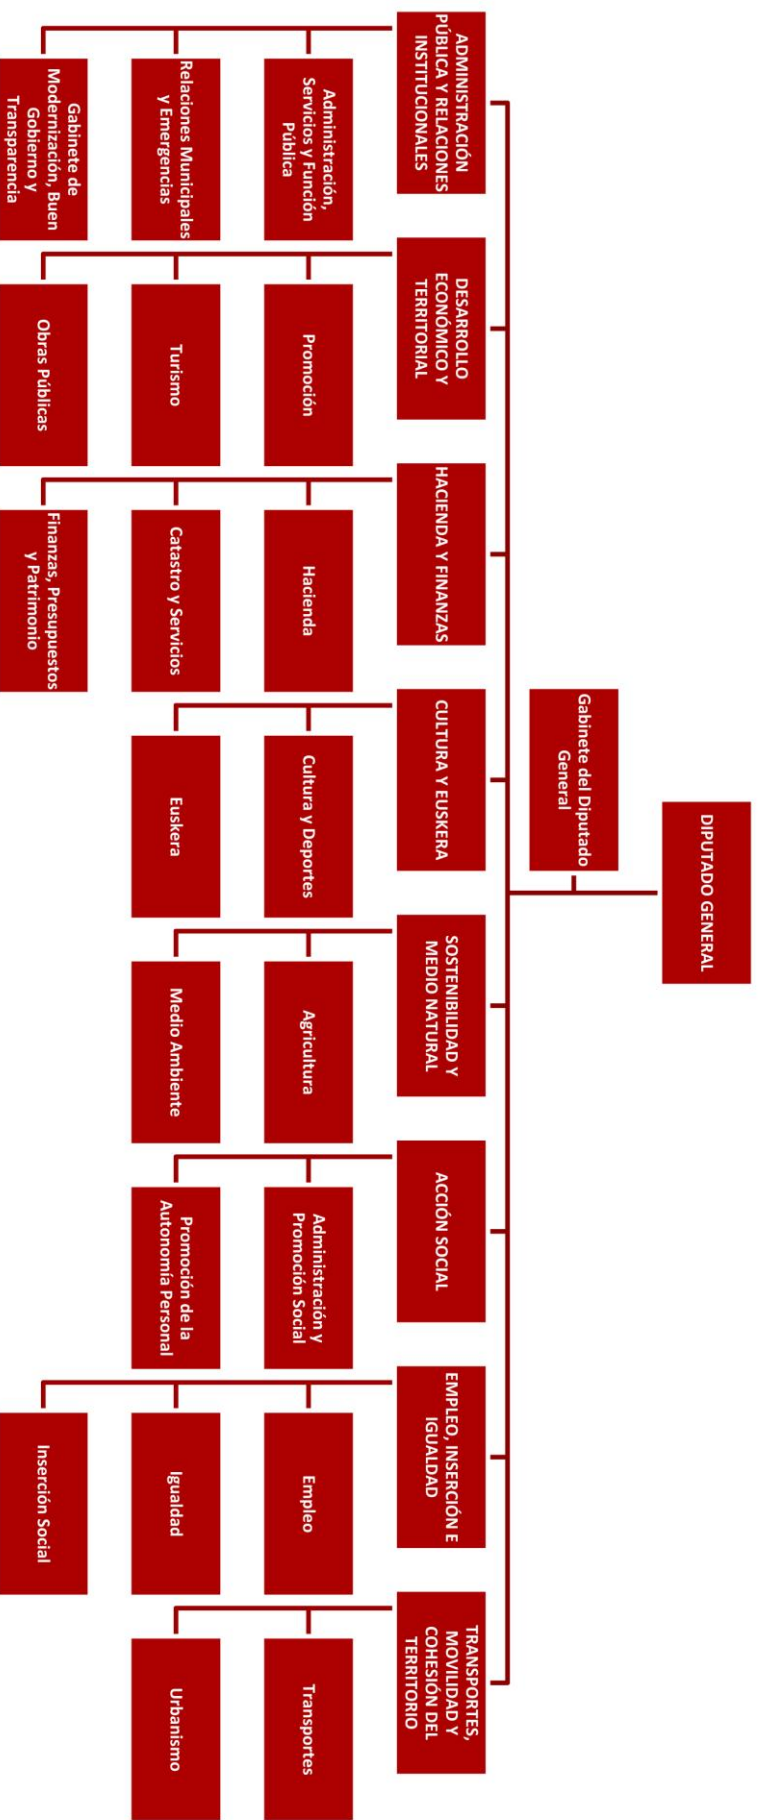 DIPUTADO GENERAL
Gabinete del Diputado
General
ADMINISTRACIÓN
PÚBLICA Y RELACIONES
INSTITUCIONALES
Administración,
Servicios y Función
Pública
Relaciones Municipales
y Emergencias
Gabinete de
Modernización, Buen
Gobierno y
Transparencia
DESARROLLO
ECONÓMICO Y
TERRITORIAL
Promoción
Turismo
Obras Públicas
HACIENDA Y FINANZAS
Hacienda
Catastro y Servicios
Finanzas, Presupuestos
y Patrimonio
CULTURA Y EUSKERA
Cultura y Deportes
Euskera
SOSTENIBILIDAD Y
MEDIO NATURAL
Agricultura
Medio Ambiente
ACCIÓN SOCIAL
Administración y
Promoción Social
Promoción de la
Autonomía Personal
EMPLEO, INSERCIÓN E
IGUALDAD
Empleo
Igualdad
Inserción Social
TRANSPORTES,
MOVILIDAD Y
COHESIÓN DEL
TERRITORIO
Transportes
Urbanismo